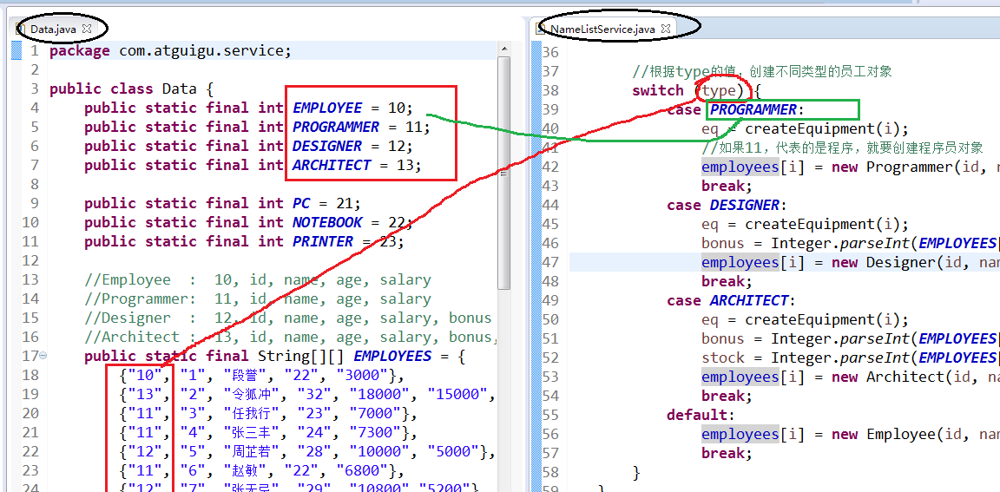 Data.java
1 package com.atguigu.service;
2
3 public class Data {
4 public static final int EMPLOYEE = 10;
5 public static final int PROGRAMMER = 11;
6 public static final int DESIGNER = 12;
7 public static final int ARCHITECT = 13;
8
9 public static final int PC = 21;
10 public static final int NOTEBOOK = 22;
11 public static final int PRINTER = 23;
12
13 //Employee : 10, id, name, age, salary
14 //Programmer: 11, id, name, age, salary
15 //Designer : 12, id, name, age, salary, bonus
16 //Architect : 13, id, name, age, salary, bonus,
17 public static final String[][] EMPLOYEES = {
18 {"10", "1", "段誉", "22", "3000"},
19 {"13", "2", "令狐冲", "32", "18000", "15000",
20 {"11", "3", "任我行", "23", "7000"},
21 {"11", "4", "张三丰", "24", "7300"},
22 {"12", "5", "周芷若", "28", "10000", "5000"},
23 {"11", "6", "赵敏", "22", "6800"},
24 {"12", "7", "张无忌", "29", "10800","5200"},
NameListService.java
36
37 //根据type的值，创建不同类型的员工对象
38 switch (type) {
39 case PROGRAMMER:
40 eq = createEquipment(i);
41 //如果11，代表的是程序，就要创建程序员对象
42 employees[i] = new Programmer(id, n
43 break;
44 case DESIGNER:
45 eq = createEquipment(i);
46 bonus = Integer.parseInt(EMPLOYEES[
47 employees[i] = new Designer(id, nam
48 break;
49 case ARCHITECT:
50 eq = createEquipment(i);
51 bonus = Integer.parseInt(EMPLOYEES[
52 stock = Integer.parseInt(EMPLOYEES[
53 employees[i] = new Architect(id, na
54 break;
55 default:
56 employees[i] = new Employee(id, nam
57 break;
58 }
59 }